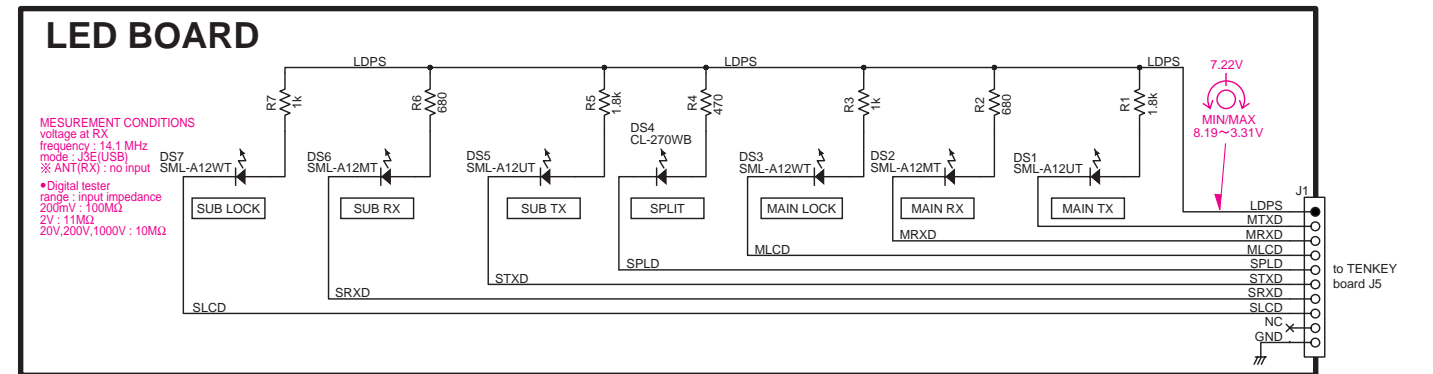 LED BOARD
LDPS
LDPS
LDPS
7.22V
MIN/MAX
8.19～3.31V
R7
1k
R6
680
R5
1.8k
R4
470
R3
1k
R2
680
R1
1.8k
MESUREMENT CONDITIONS
voltage at RX
frequency : 14.1 MHz
mode : J3E(USB)
※ ANT(RX) : no input
•Digital tester
range : input impedance
200mV : 100MΩ
2V : 11MΩ
20V,200V,1000V : 10MΩ
DS7
SML-A12WT
DS6
SML-A12MT
DS5
SML-A12UT
DS4
CL-270WB
DS3
SML-A12WT
DS2
SML-A12MT
DS1
SML-A12UT
SUB LOCK
SUB RX
SUB TX
SPLIT
MAIN LOCK
MAIN RX
MAIN TX
J1
LDPS
MTXD
MRXD
MRXD
MLCD
MLCD
SPLD
SPLD
STXD
STXD
SRXD
SRXD
SLCD
SLCD
NC
GND
to TENKEY
board J5